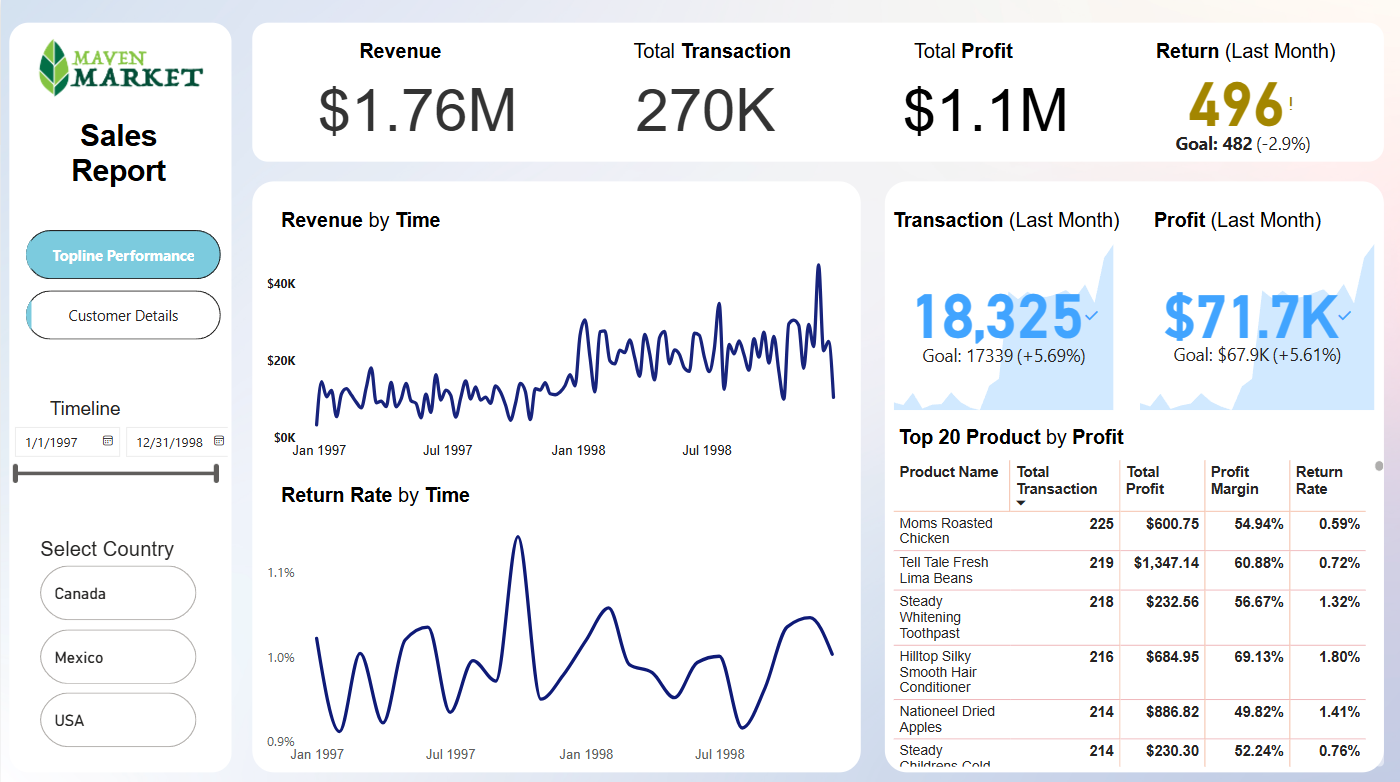 MAVEN
MARKET
Sales
Report
Topline Performance
Customer Details
Timeline
1/1/1997
12/31/1998
Select Country
Canada
Mexico
USA
Revenue
$1.76M
Total Transaction
270K
Total Profit
$1.1M
Return (Last Month)
496!
Goal: 482 (-2.9%)
Revenue by Time
$40K
$20K
$0K
Jan 1997
Jul 1997
Jan 1998
Jul 1998
Return Rate by Time
1.1%
1.0%
0.9%
Jan 1997
Jul 1997
Jan 1998
Jul 1998
Transaction (Last Month)
18,325
Goal: 17339 (+5.69%)
Profit (Last Month)
$71.7K
Goal: $67.9K (+5.61%)
Top 20 Product by Profit
Product Name
Total
Transaction
Total
Profit
Profit
Margin
Return
Rate
Moms Roasted
Chicken
225
$600.75
54.94%
0.59%
Tell Tale Fresh
Lima Beans
219
$1,347.14
60.88%
0.72%
Steady
Whitening
Toothpast
218
$232.56
56.67%
1.32%
Hilltop Silky
Smooth Hair
Conditioner
216
$684.95
69.13%
1.80%
Nationeel Dried
Apples
214
$886.82
49.82%
1.41%
Steady
Childrens Cold
214
$230.30
52.24%
0.76%